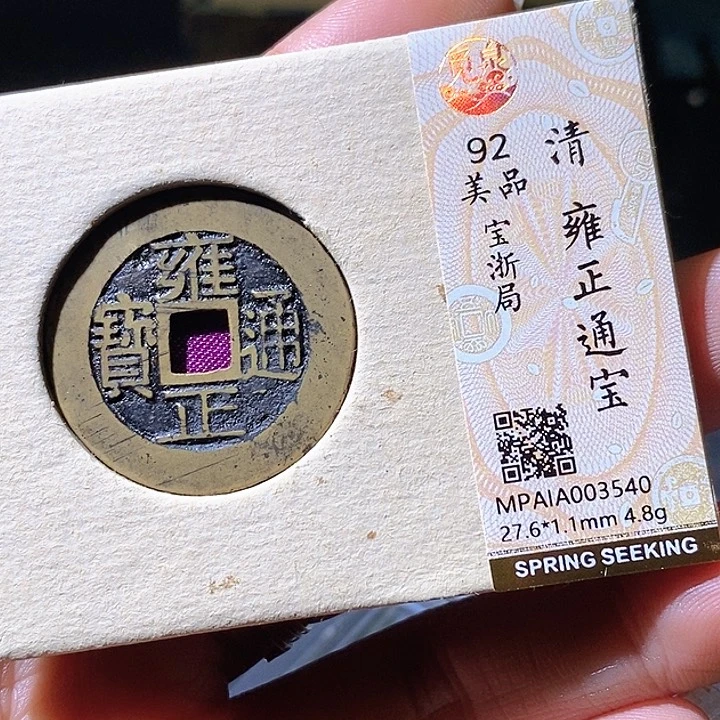 雍正通寳
清 雍正通宝
92
美品 宝浙局
MPAIA003540
27.6*1.1mm 4.8g
SPRING SEEKING